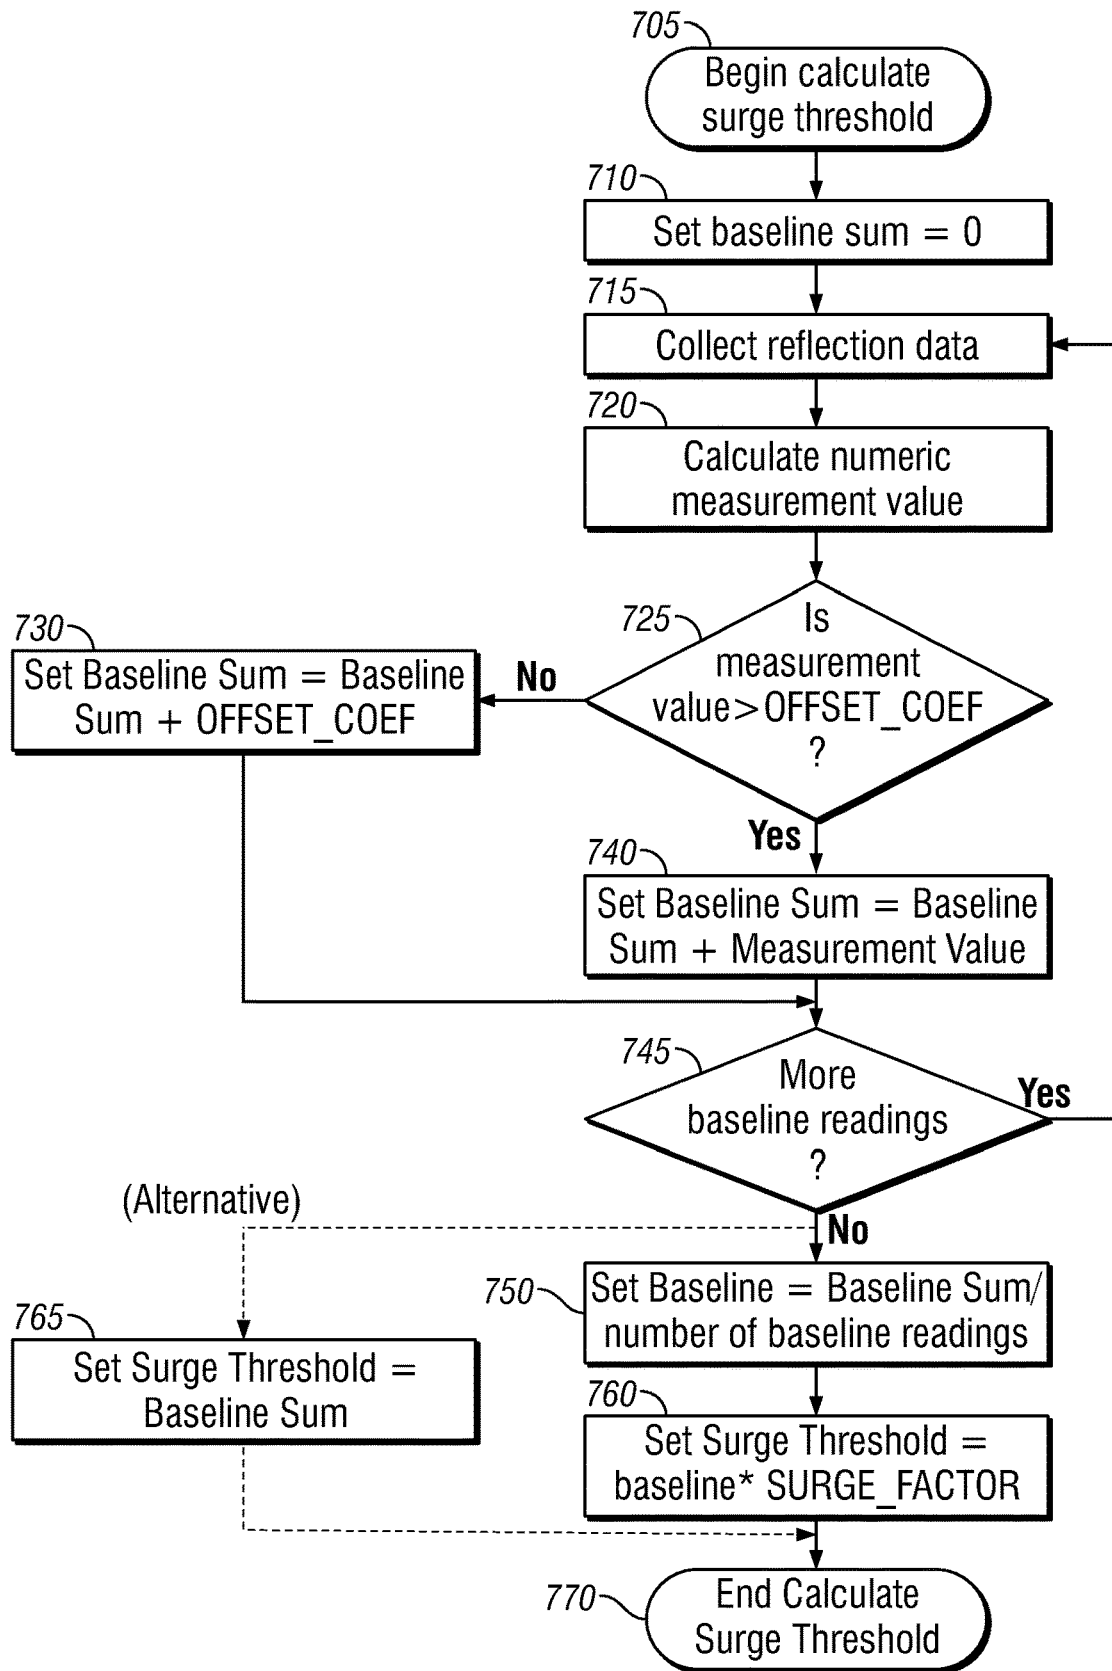 705
Begin calculate
surge threshold
710
Set baseline sum = 0
715
Collect reflection data
720
Calculate numeric
measurement value
725
Is
measurement
value>OFFSET_COEF
?
No
730
Set Baseline Sum = Baseline
Sum + OFFSET_COEF
Yes
740
Set Baseline Sum = Baseline
Sum + Measurement Value
745
More
baseline readings
?
Yes
(Alternative)
No
750
Set Baseline = Baseline Sum/
number of baseline readings
765
Set Surge Threshold =
Baseline Sum
760
Set Surge Threshold =
baseline* SURGE_FACTOR
770
End Calculate
Surge Threshold